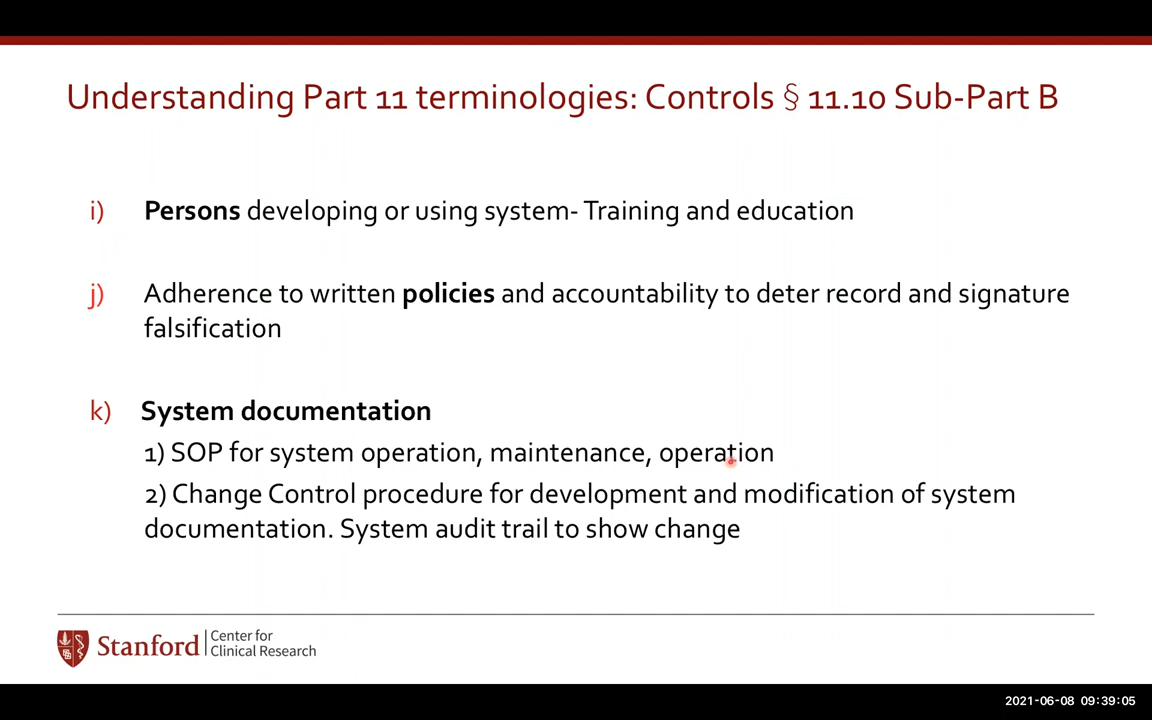 Understanding Part 11 terminologies: Controls § 11.10 Sub-Part B
i) Persons developing or using system- Training and education
j) Adherence to written policies and accountability to deter record and signature
falsification
k) System documentation
1) SOP for system operation, maintenance, operation
2) Change Control procedure for development and modification of system
documentation. System audit trail to show change
Stanford
Center for
Clinical Research
2021-06-08 09:39:05